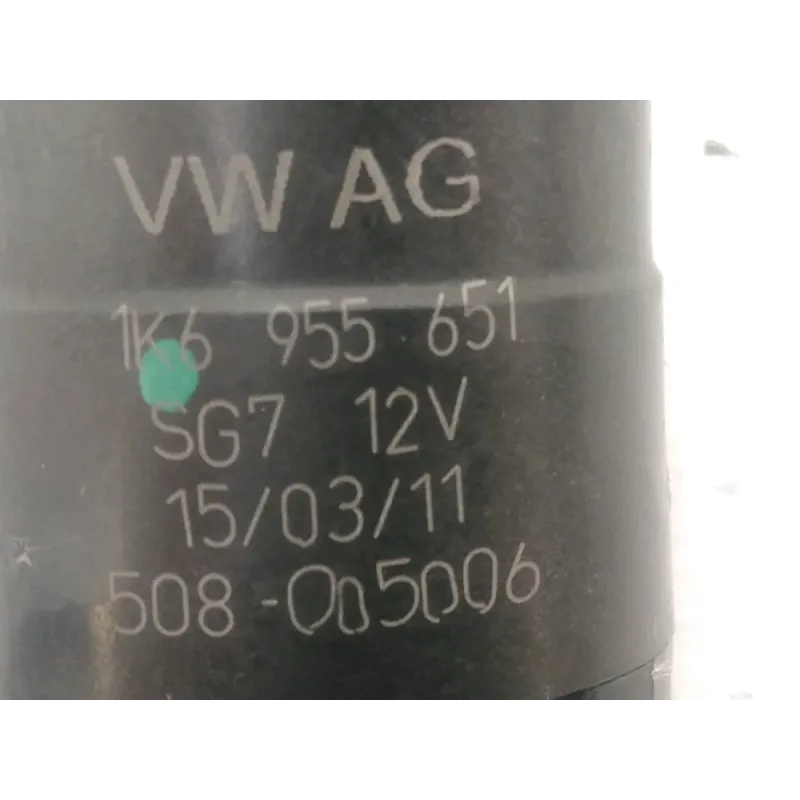 VW AG
1K6 955 651
SG7 12V
15/03/11
508-005006